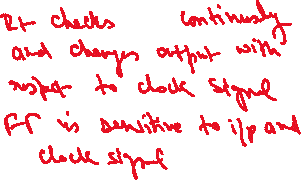 It checks continuously
and changes output with
respect to clock signal
FF is sensitive to i/p and
clock signal